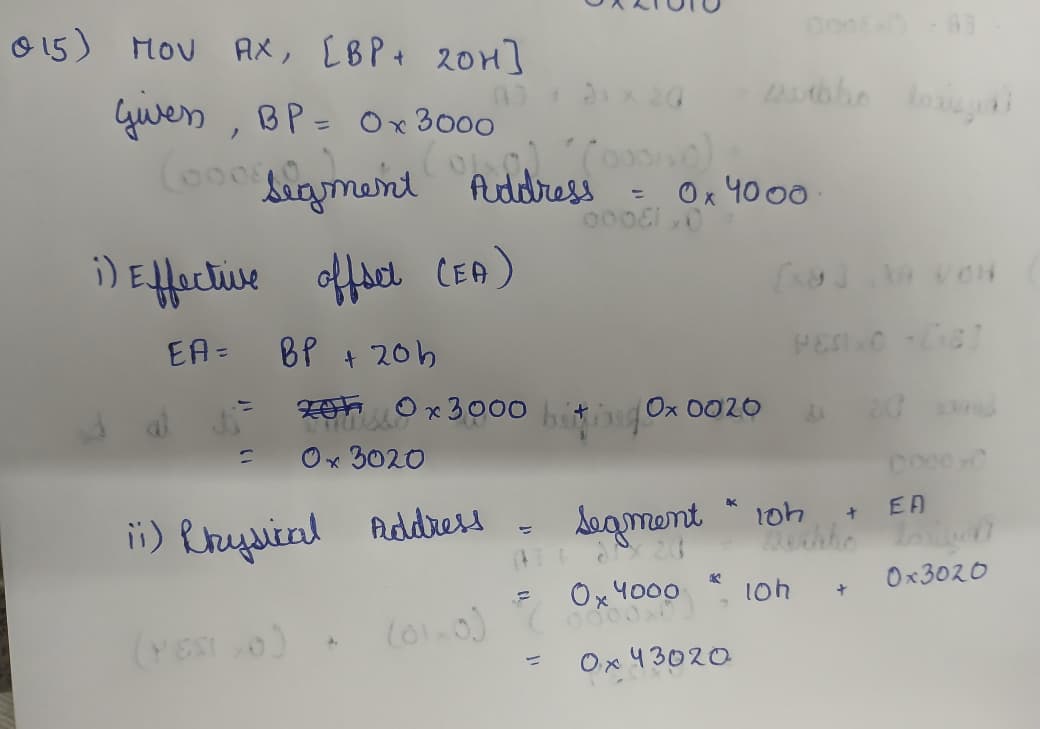 0x21010
Q15) MOV AX, [BP + 20H]
Given, BP = 0x3000
Segment Address = 0x4000
i) Effective offset (EA)
EA = BP + 20h
= 0x3000 + 0x0020
= 0x3020
ii) Physical Address = Segment * 10h + EA
= 0x4000 * 10h + 0x3020
= 0x43020